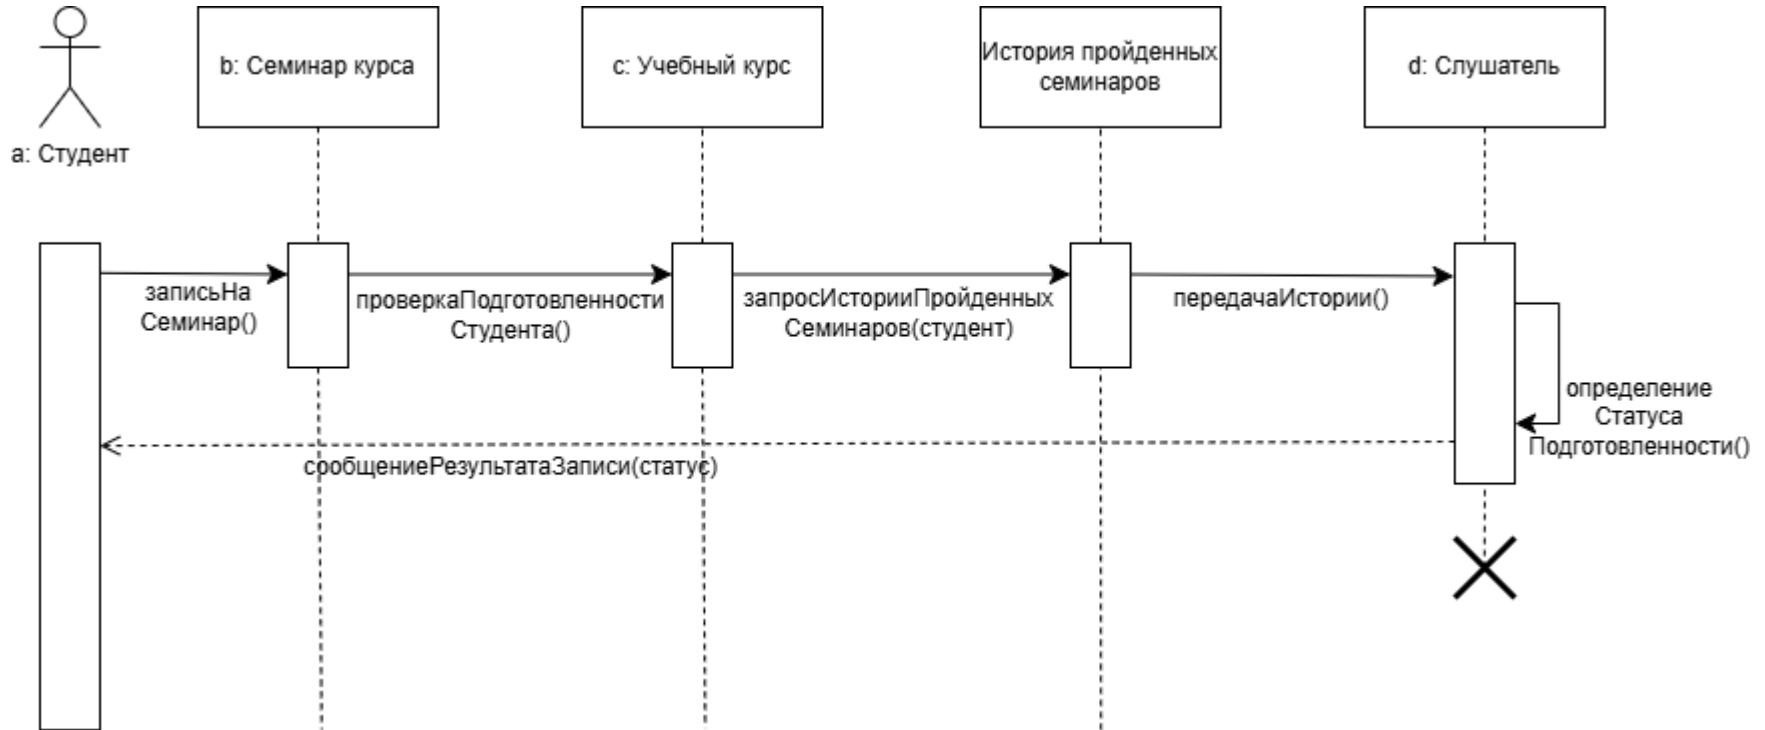 a: Студент
b: Семинар курса
c: Учебный курс
История пройденных
семинаров
d: Слушатель
записьНа
Семинар()
проверкаПодготовленности
Студента()
запросИсторииПройденных
Семинаров(студент)
передачаИстории()
определение
Статуса
Подготовленности()
сообщениеРезультатаЗаписи(статус)